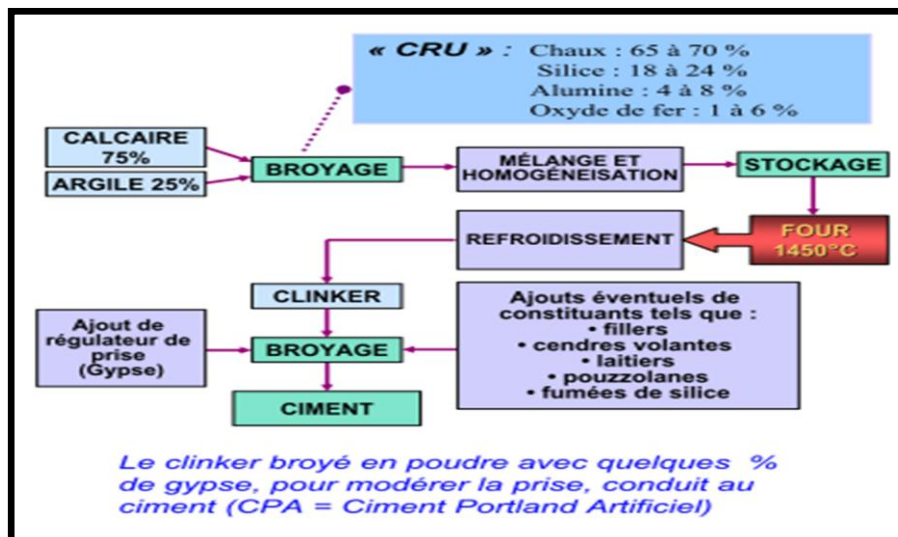 « CRU » : Chaux : 65 à 70 %
Silice : 18 à 24 %
Alumine : 4 à 8 %
Oxyde de fer : 1 à 6 %
CALCAIRE
75%
ARGILE 25%
BROYAGE
MÉLANGE ET
HOMOGÉNEISATION
STOCKAGE
FOUR
1450°C
REFROIDISSEMENT
CLINKER
Ajout de
régulateur de
prise
(Gypse)
BROYAGE
Ajouts éventuels de
constituants tels que :
• fillers
• cendres volantes
• laitiers
• pouzzolanes
• fumées de silice
CIMENT
Le clinker broyé en poudre avec quelques %
de gypse, pour modérer la prise, conduit au
ciment (CPA = Ciment Portland Artificiel)